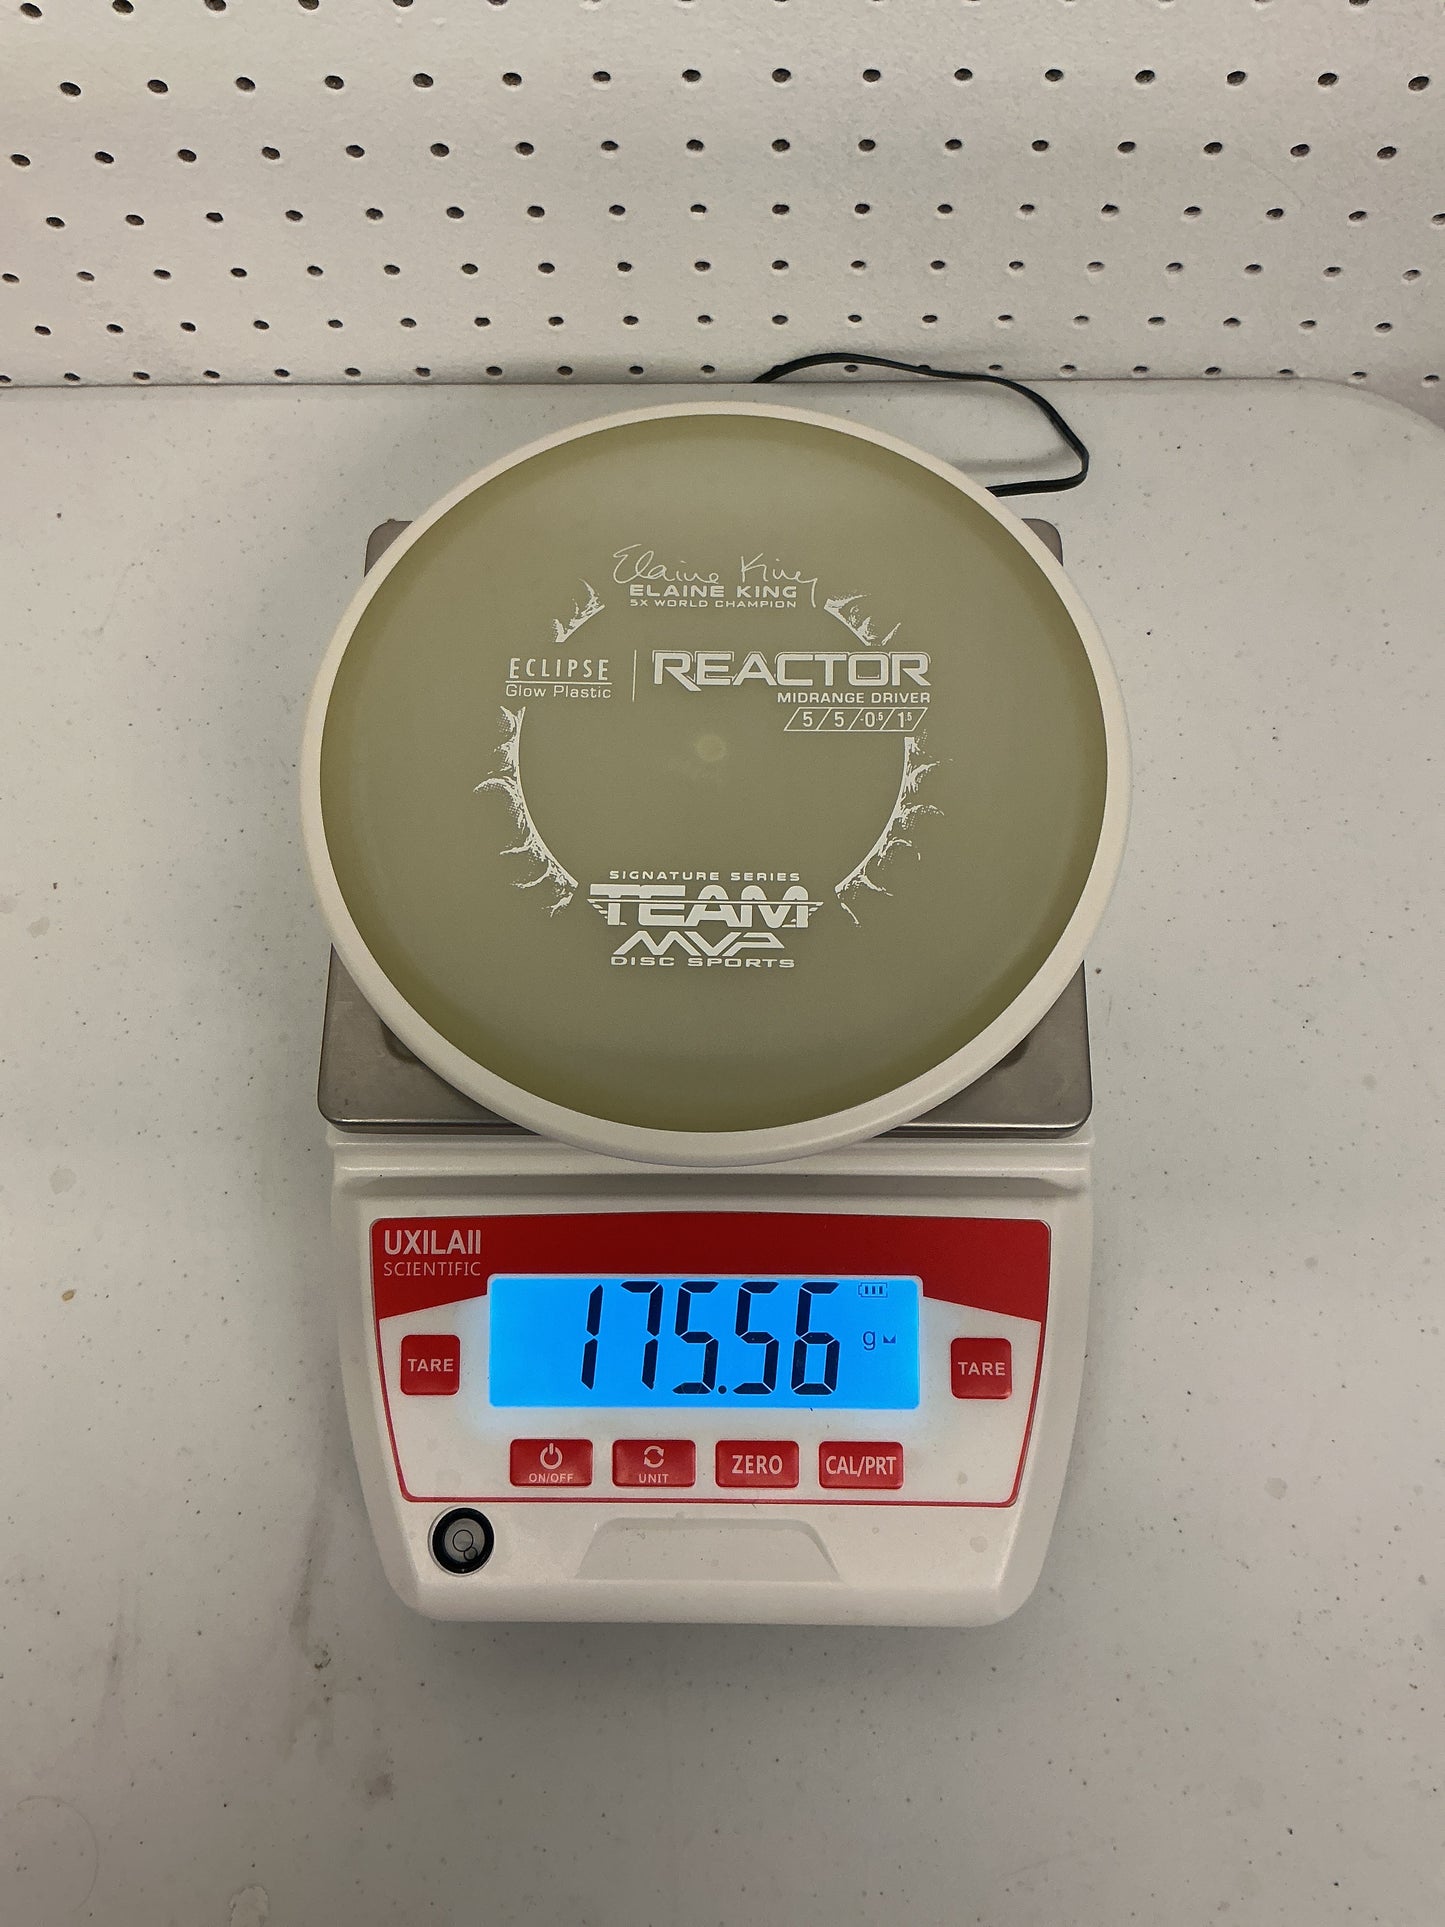 Elaine King
ELAINE KING
5X WORLD CHAMPION
ECLIPSE
Glow Plastic
REACTOR
MIDRANGE DRIVER
5 / 5 / -0.5 / 1.5
SIGNATURE SERIES
TEAM
MVP
DISC SPORTS
UXILAII
SCIENTIFIC
175.56 g
TARE
TARE
ON/OFF
UNIT
ZERO
CAL/PRT